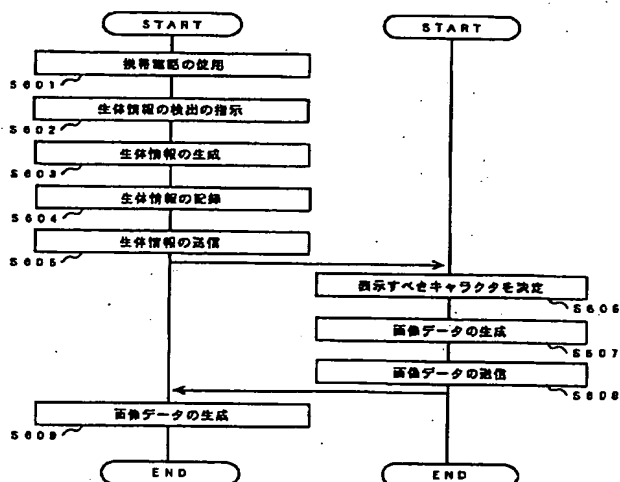 START
START
携帯電話の使用
S601
生体情報の検出の指示
S602
生体情報の生成
S603
生体情報の記録
S604
生体情報の送信
S605
表示すべきキャラクタを決定
S606
画像データの生成
S607
画像データの送信
S608
画像データの生成
S609
END
END